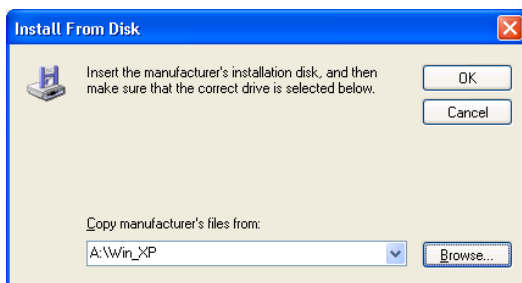 Install From Disk
Insert the manufacturer's installation disk, and then
make sure that the correct drive is selected below.
OK
Cancel
Copy manufacturer's files from:
A:\Win_XP
Browse...